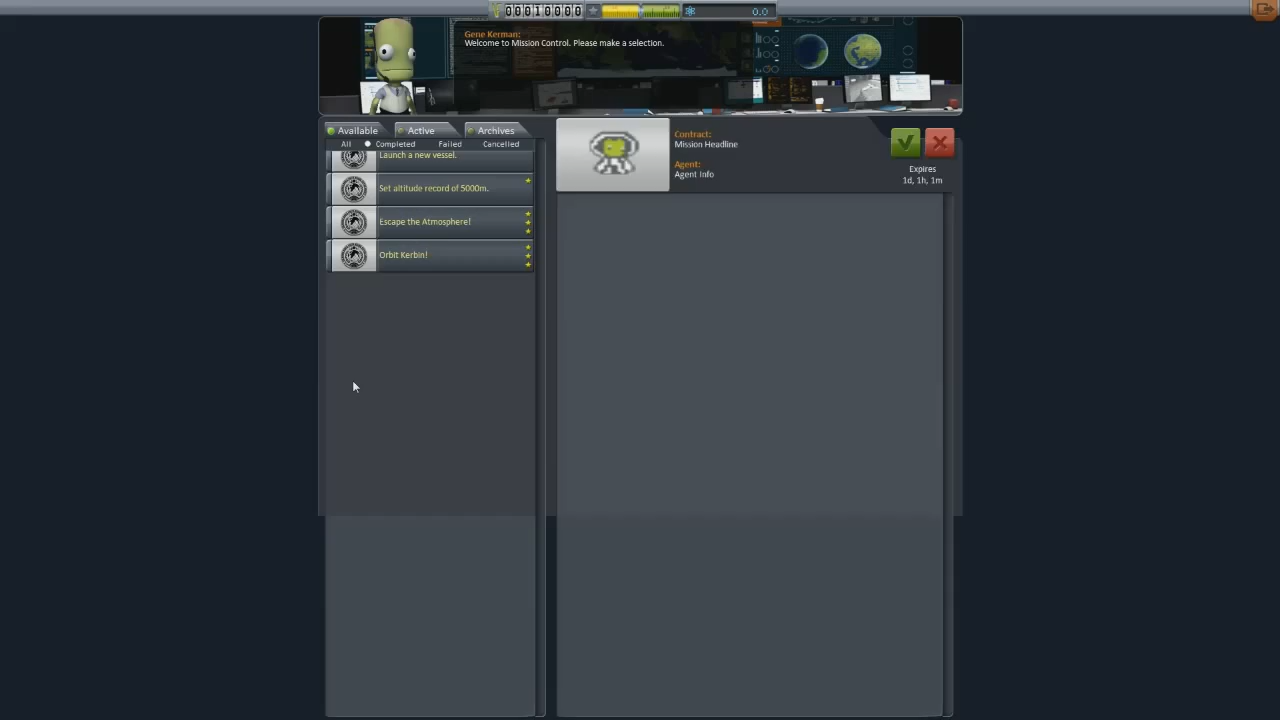 00010000
0.0
Gene Kerman:
Welcome to Mission Control. Please make a selection.
Available
Active
Archives
All
Completed
Failed
Cancelled
Launch a new vessel.
Set altitude record of 5000m.
Escape the Atmosphere!
Orbit Kerbin!
Contract:
Mission Headline
Agent:
Agent Info
Expires
1d, 1h, 1m